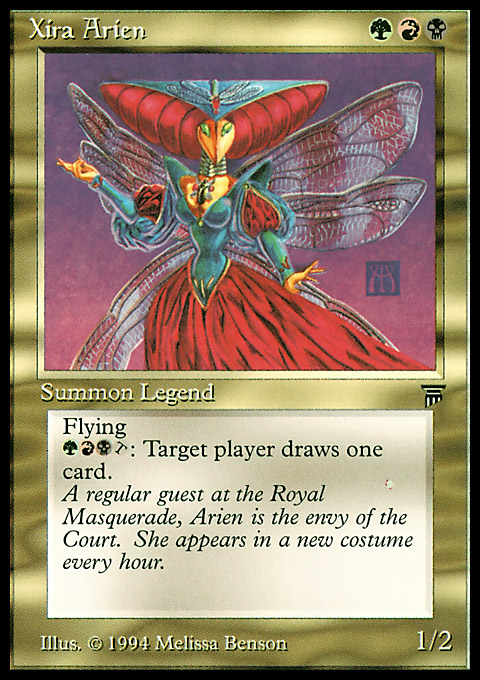 Xira Arien
Summon Legend
Flying
: Target player draws one
card.
A regular guest at the Royal
Masquerade, Arien is the envy of the
Court. She appears in a new costume
every hour.
Illus. © 1994 Melissa Benson
1/2